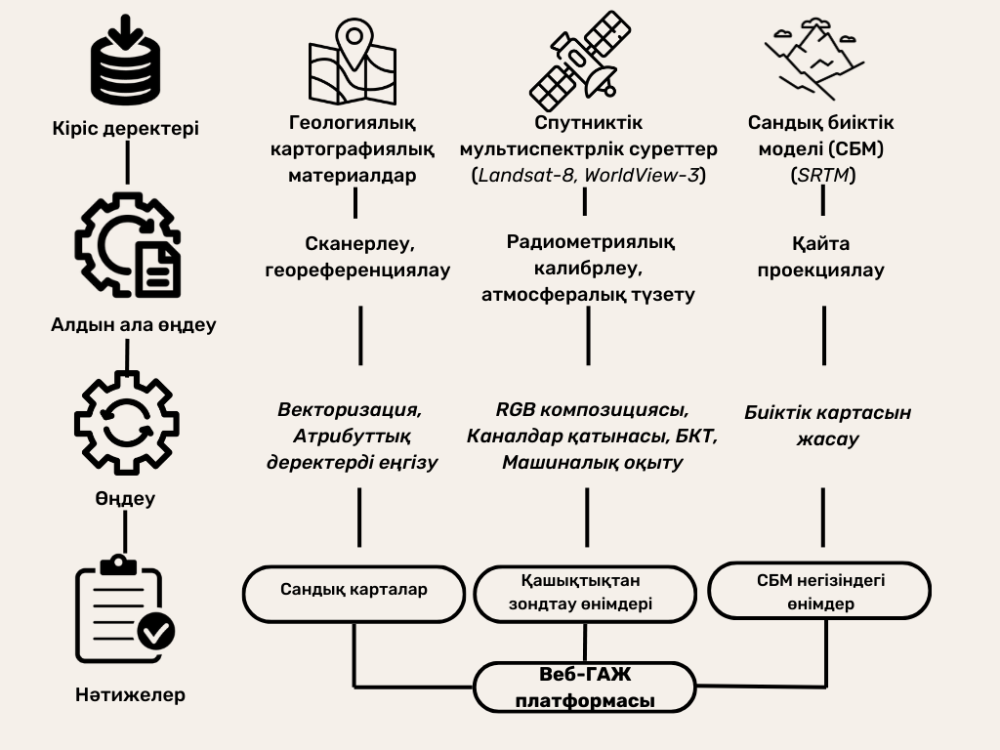 Кіріс деректері
Геологиялық
картографиялық
материалдар
Спутниктік
мультиспектрлік суреттер
(Landsat-8, WorldView-3)
Сандық биіктік
моделі (СБМ)
(SRTM)
Алдын ала өңдеу
Сканерлеу,
геореференциялау
Радиометриялық
калибрлеу,
атмосфералық түзету
Қайта
проекциялау
Өңдеу
Векторизация,
Атрибуттық
деректерді еңгізу
RGB композициясы,
Каналдар қатынасы, БКТ,
Машиналық оқыту
Биіктік картасын
жасау
Нәтижелер
Сандық карталар
Қашықтықтан
зондтау өнімдері
СБМ негізіндегі
өнімдер
Веб-ГАЖ
платформасы